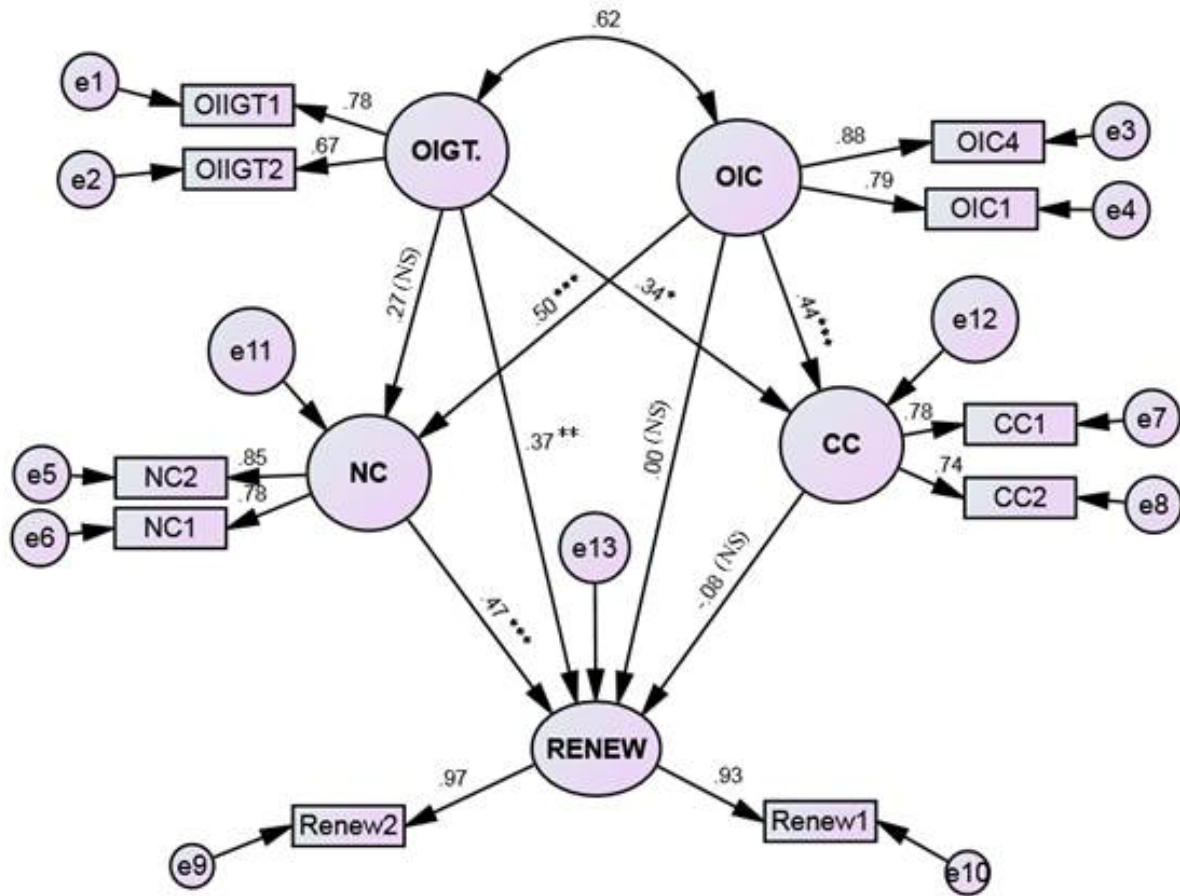 .62
e1
OIIGT1
.78
OIGT.
OIC
.88
OIC4
e3
e2
OIIGT2
.67
.79
OIC1
e4
.27 (NS)
.50 ***
.34*
.44***
e11
e12
.37 **
.00 (NS)
.78
CC1
e7
NC
CC
.74
CC2
e8
e5
NC2
.85
e6
NC1
.78
e13
.47 ***
-.08 (NS)
RENEW
.97
.93
Renew2
Renew1
e9
e10